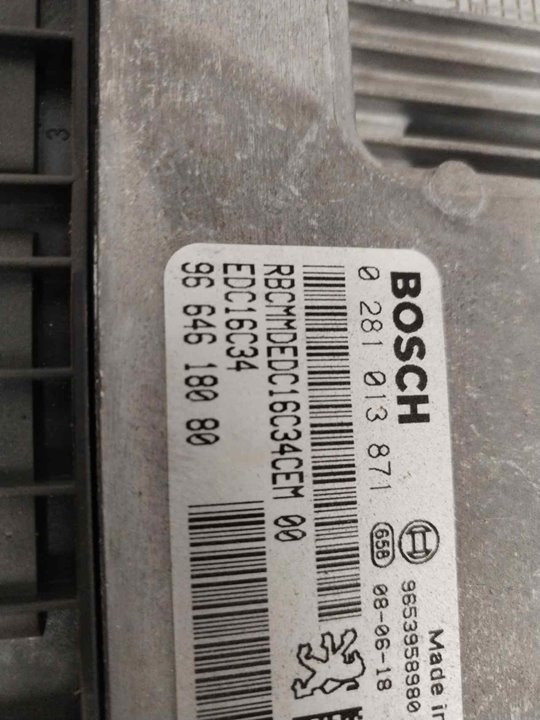 BOSCH
0 281 013 871
658
9653958980
08-06-18
Made in
RBCMMDEDC16C34CEM 00
EDC16C34
96 646 180 80
3